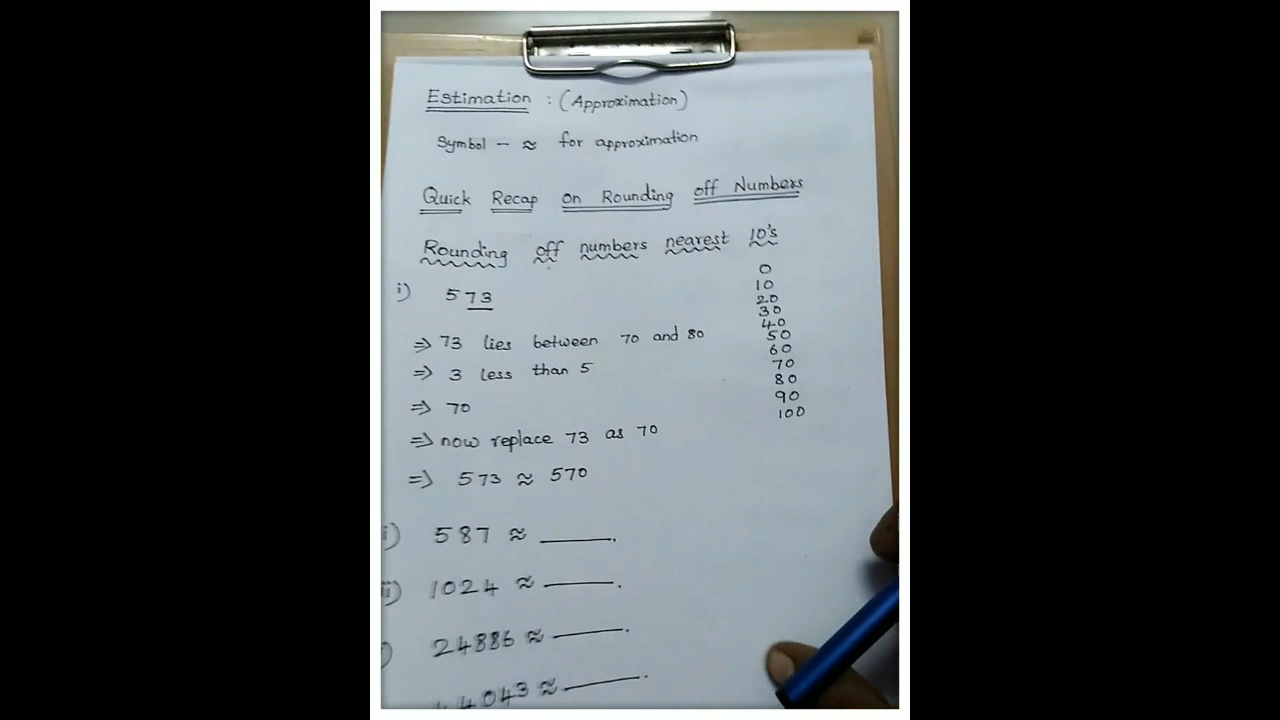 Estimation : (Approximation)
Symbol - ≈ for approximation
Quick Recap on Rounding off Numbers
Rounding off numbers nearest 10's
0
10
20
30
40
50
60
70
80
90
100
i) 573
⇒ 73 lies between 70 and 80
⇒ 3 less than 5
⇒ 70
⇒ now replace 73 as 70
⇒ 573 ≈ 570
i) 587 ≈ ______.
ii) 1024 ≈ ______.
) 24886 ≈ ______.
44043 ≈ ______.